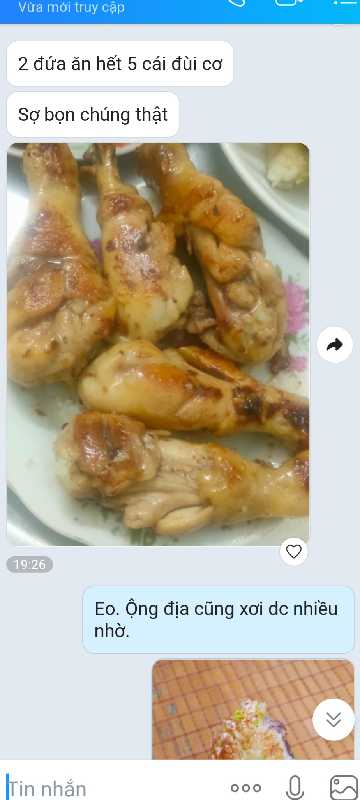 Vừa mới truy cập
2 đứa ăn hết 5 cái đùi cơ
Sợ bọn chúng thật
19:26
Eo. Ộng địa cũng xơi dc nhiều
nhờ.
Tin nhắn